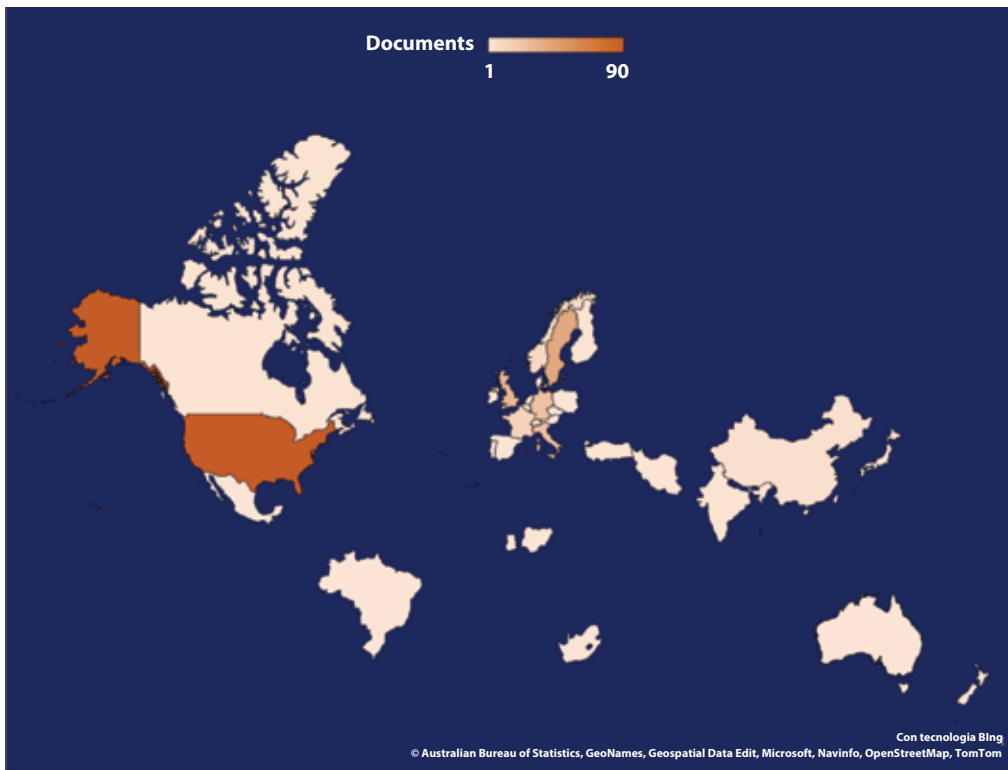 Documents
1 90
Con tecnologia BIng
© Australian Bureau of Statistics, GeoNames, Geospatial Data Edit, Microsoft, Navinfo, OpenStreetMap, TomTom